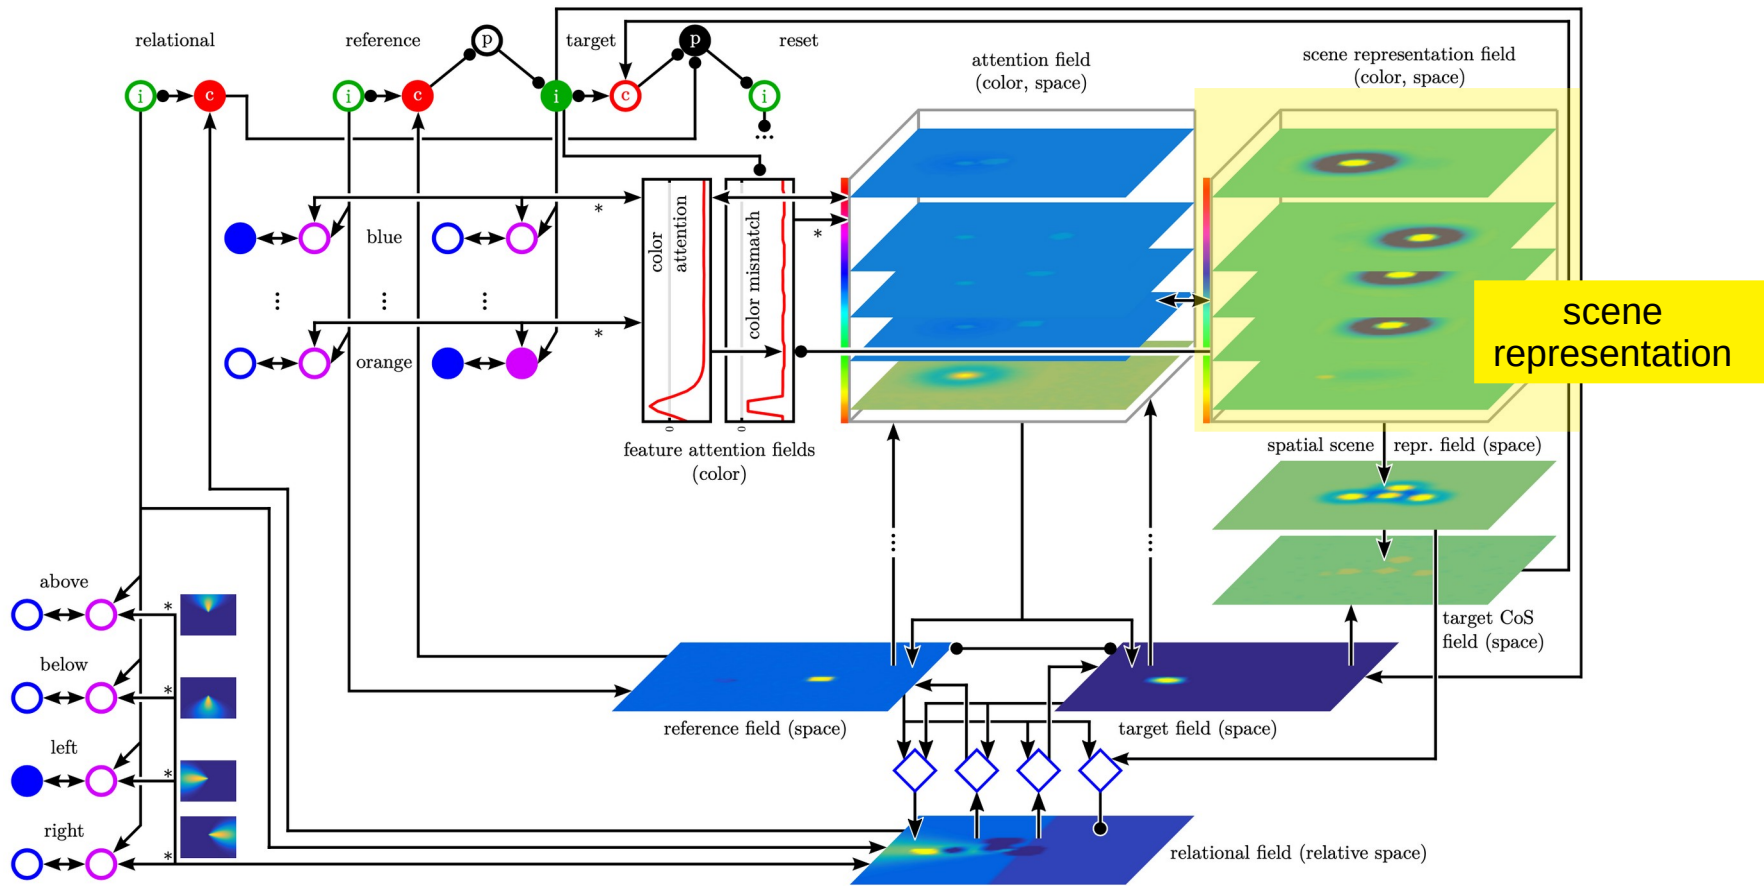 relational
reference
p
target
p
reset
i
c
i
c
i
c
i
...
attention field
(color, space)
scene representation field
(color, space)
*
blue
color
attention
color mismatch
*
...
...
...
*
orange
0
0
feature attention fields
(color)
scene
representation
spatial scene repr. field (space)
...
...
above
*
below
*
left
*
right
*
target CoS
field (space)
reference field (space)
target field (space)
relational field (relative space)